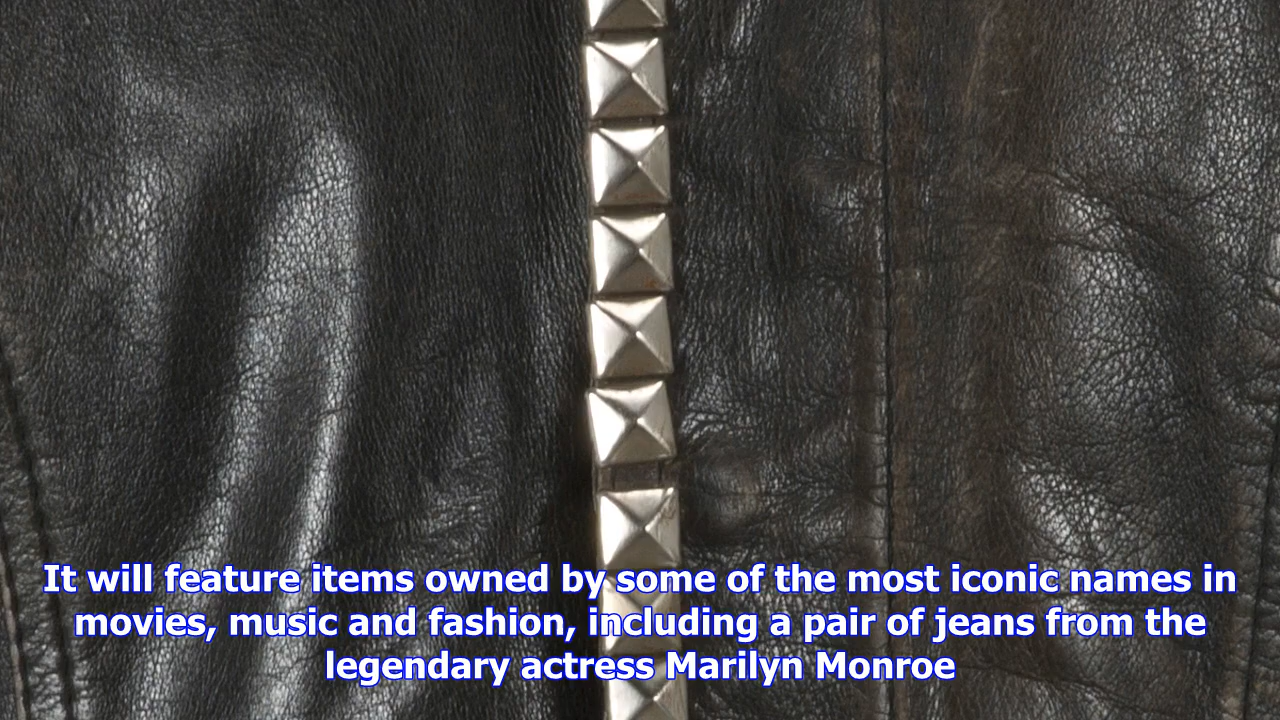 It will feature items owned by some of the most iconic names in
movies, music and fashion, including a pair of jeans from the
legendary actress Marilyn Monroe